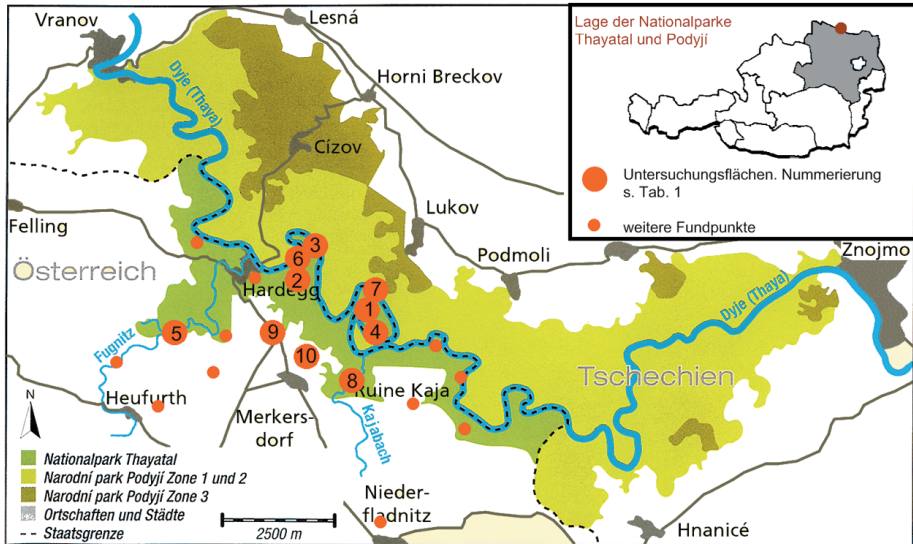 Vranov
Lesná
Dyje (Thaya)
Horni Breckov
Cízov
Lukov
Felling
Podmoli
Znojmo
Österreich
Hardegg
3
6
2
7
1
4
5
9
10
8
Dyje (Thaya)
Tschechien
Fugnitz
Heufurth
Merkers-
dorf
Ruine Kaja
Kajabach
Nieder-
fladnitz
Hnanicé
Lage der Nationalparke
Thayatal und Podyjí
Untersuchungsflächen. Nummerierung
s. Tab. 1
weitere Fundpunkte
N
Nationalpark Thayatal
Narodní park Podyjí Zone 1 und 2
Narodní park Podyjí Zone 3
Ortschaften und Städte
Staatsgrenze
2500 m